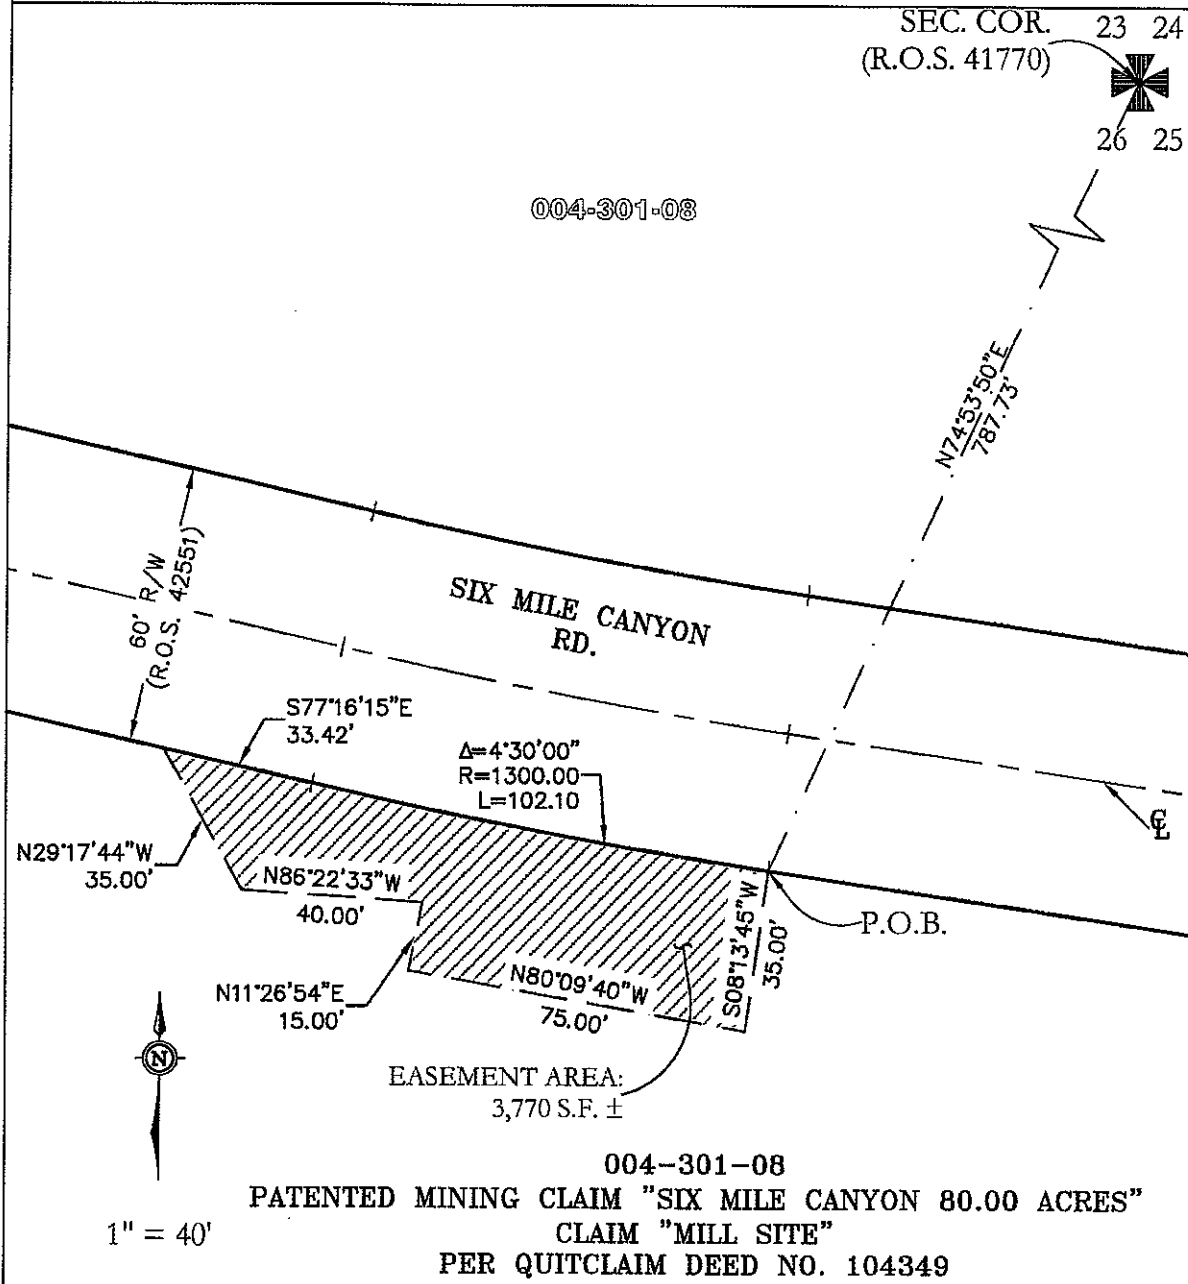 SEC. COR.
(R.O.S. 41770)
23 24
26 25
004-301-08
N74°53'50"E
787.73'
60' R/W
(R.O.S. 42551)
SIX MILE CANYON
RD.
S77°16'15"E
33.42'
Δ=4°30'00"
R=1300.00
L=102.10
℄
N29°17'44"W
35.00'
N86°22'33"W
40.00'
S08°13'45"W
35.00'
P.O.B.
N11°26'54"E
15.00'
N80°09'40"W
75.00'
N
EASEMENT AREA:
3,770 S.F. ±
004-301-08
PATENTED MINING CLAIM "SIX MILE CANYON 80.00 ACRES"
1" = 40'
CLAIM "MILL SITE"
PER QUITCLAIM DEED NO. 104349